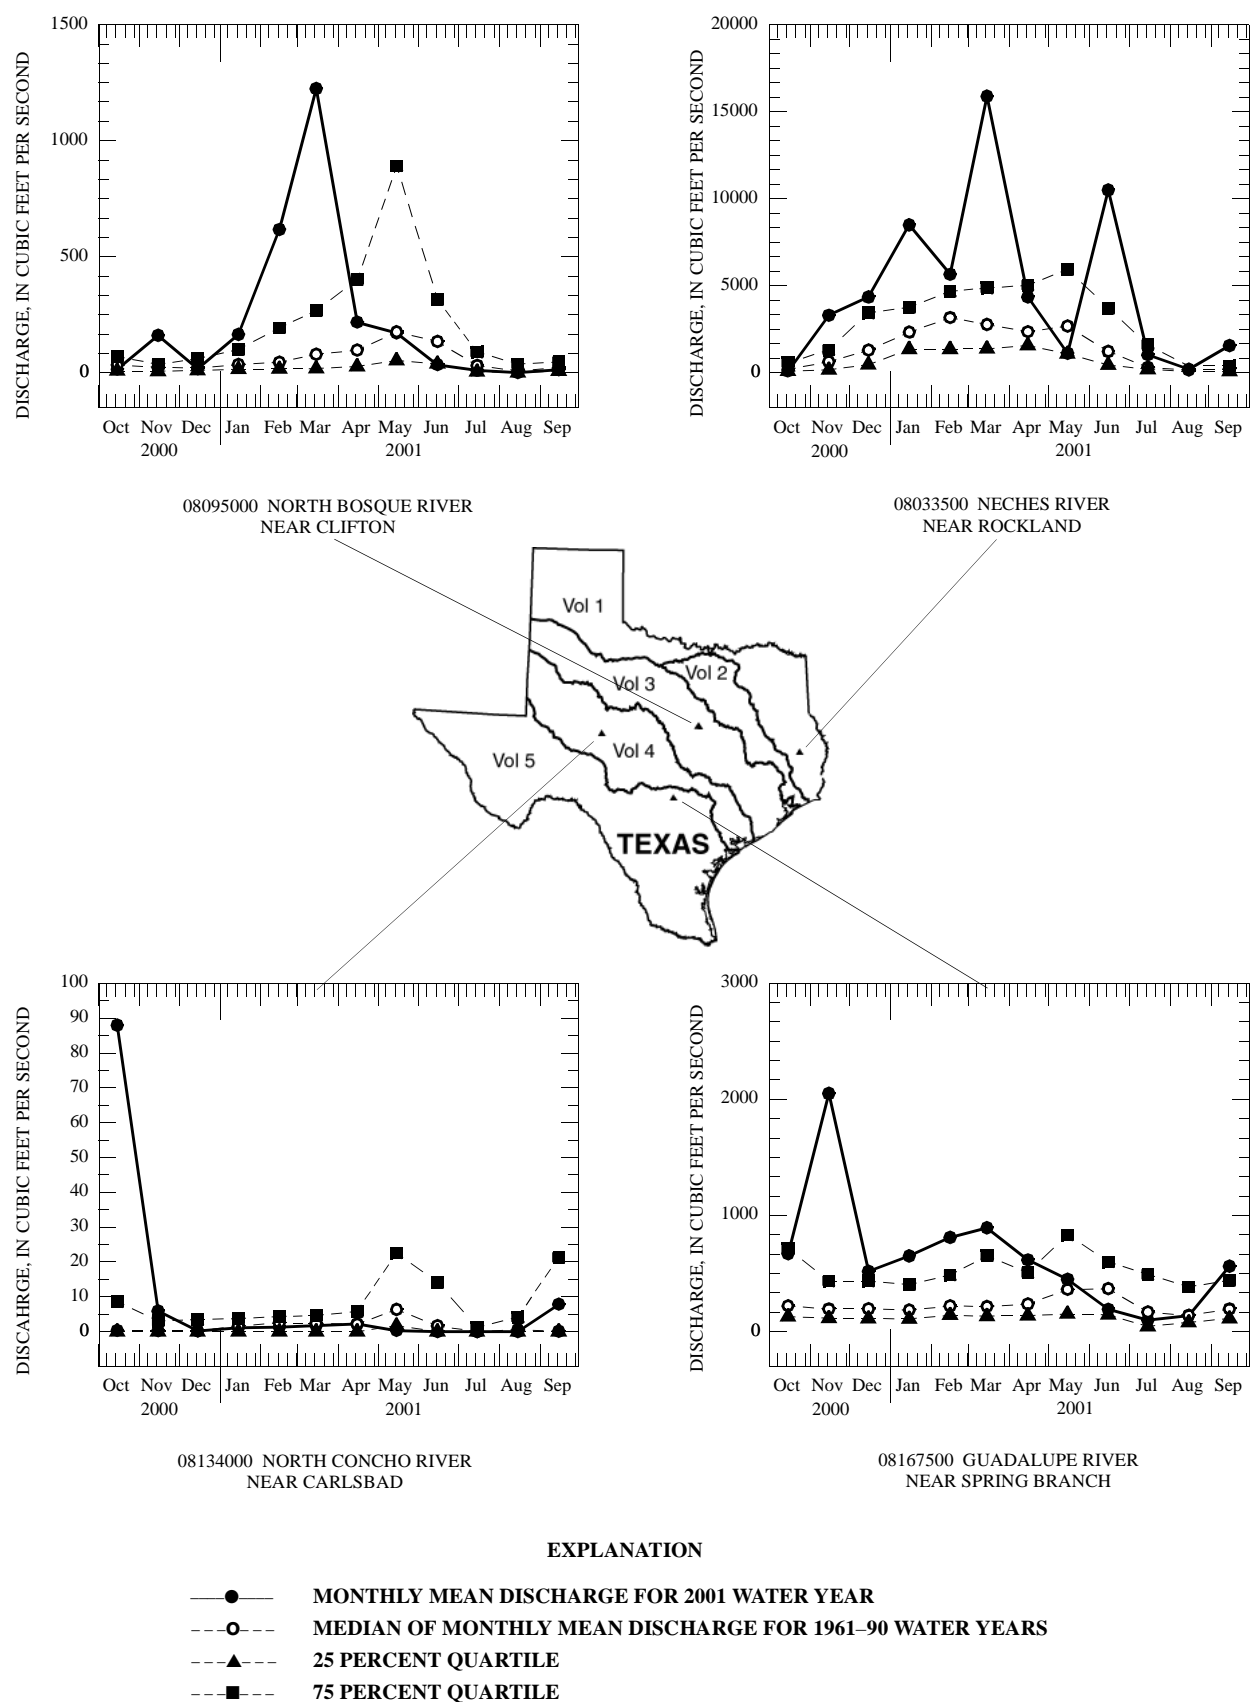 1500
1000
500
0
DISCHARGE, IN CUBIC FEET PER SECOND
Oct Nov Dec Jan Feb Mar Apr May Jun Jul Aug Sep
2000 2001
08095000 NORTH BOSQUE RIVER
NEAR CLIFTON
20000
15000
10000
5000
0
DISCHARGE, IN CUBIC FEET PER SECOND
Oct Nov Dec Jan Feb Mar Apr May Jun Jul Aug Sep
2000 2001
08033500 NECHES RIVER
NEAR ROCKLAND
Vol 1
Vol 2
Vol 3
Vol 4
Vol 5
TEXAS
100
90
80
70
60
50
40
30
20
10
0
DISCAHRGE, IN CUBIC FEET PER SECOND
Oct Nov Dec Jan Feb Mar Apr May Jun Jul Aug Sep
2000 2001
08134000 NORTH CONCHO RIVER
NEAR CARLSBAD
3000
2000
1000
0
DISCHARGE, IN CUBIC FEET PER SECOND
Oct Nov Dec Jan Feb Mar Apr May Jun Jul Aug Sep
2000 2001
08167500 GUADALUPE RIVER
NEAR SPRING BRANCH
EXPLANATION
MONTHLY MEAN DISCHARGE FOR 2001 WATER YEAR
MEDIAN OF MONTHLY MEAN DISCHARGE FOR 1961–90 WATER YEARS
25 PERCENT QUARTILE
75 PERCENT QUARTILE